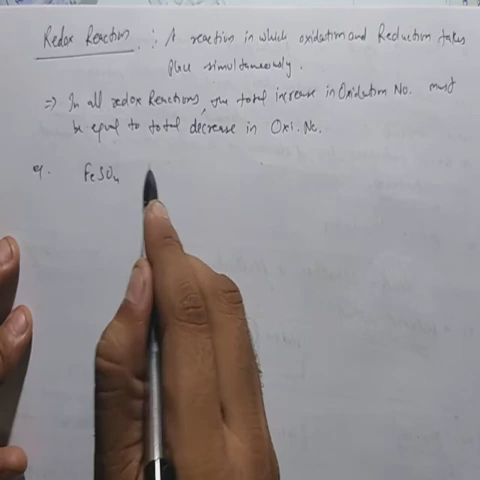 Redox Reaction :- A reaction in which oxidation and Reduction takes
place simultaneously.
=) In all redox Reactions, the total increase in Oxidation No. must
be equal to total decrease in Oxi. No.
eg. FeSO4